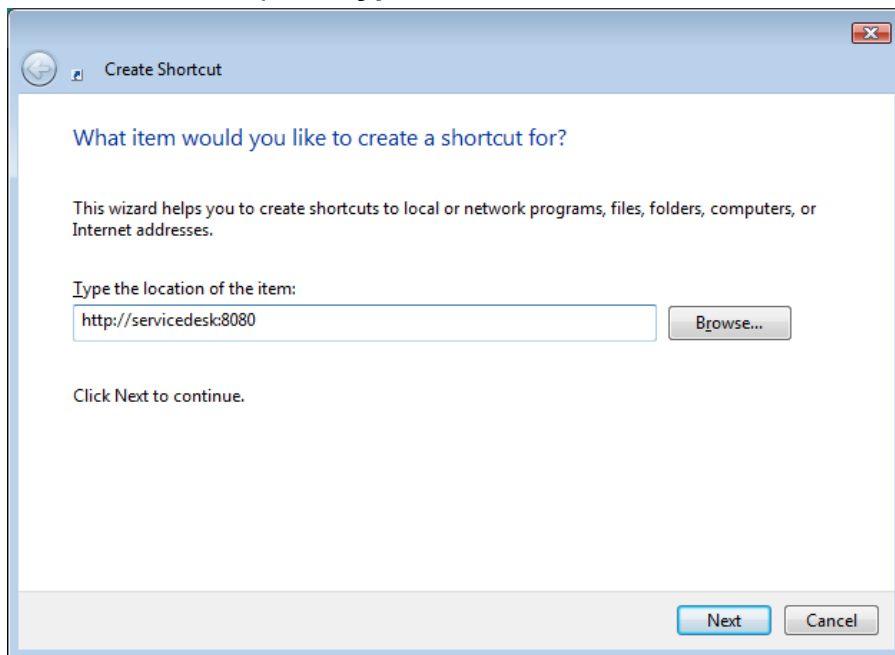 Create Shortcut
What item would you like to create a shortcut for?
This wizard helps you to create shortcuts to local or network programs, files, folders, computers, or
Internet addresses.
Type the location of the item:
http://servicedesk:8080
Browse...
Click Next to continue.
Next
Cancel